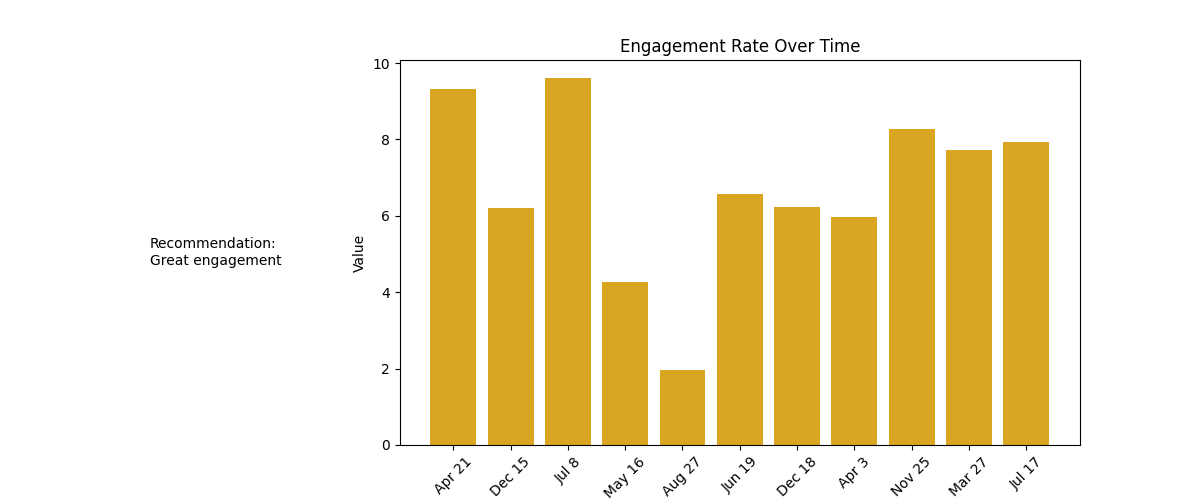 Engagement Rate Over Time
Recommendation:
Great engagement
Value
10
8
6
4
2
0
Apr 21
Dec 15
Jul 8
May 16
Aug 27
Jun 19
Dec 18
Apr 3
Nov 25
Mar 27
Jul 17